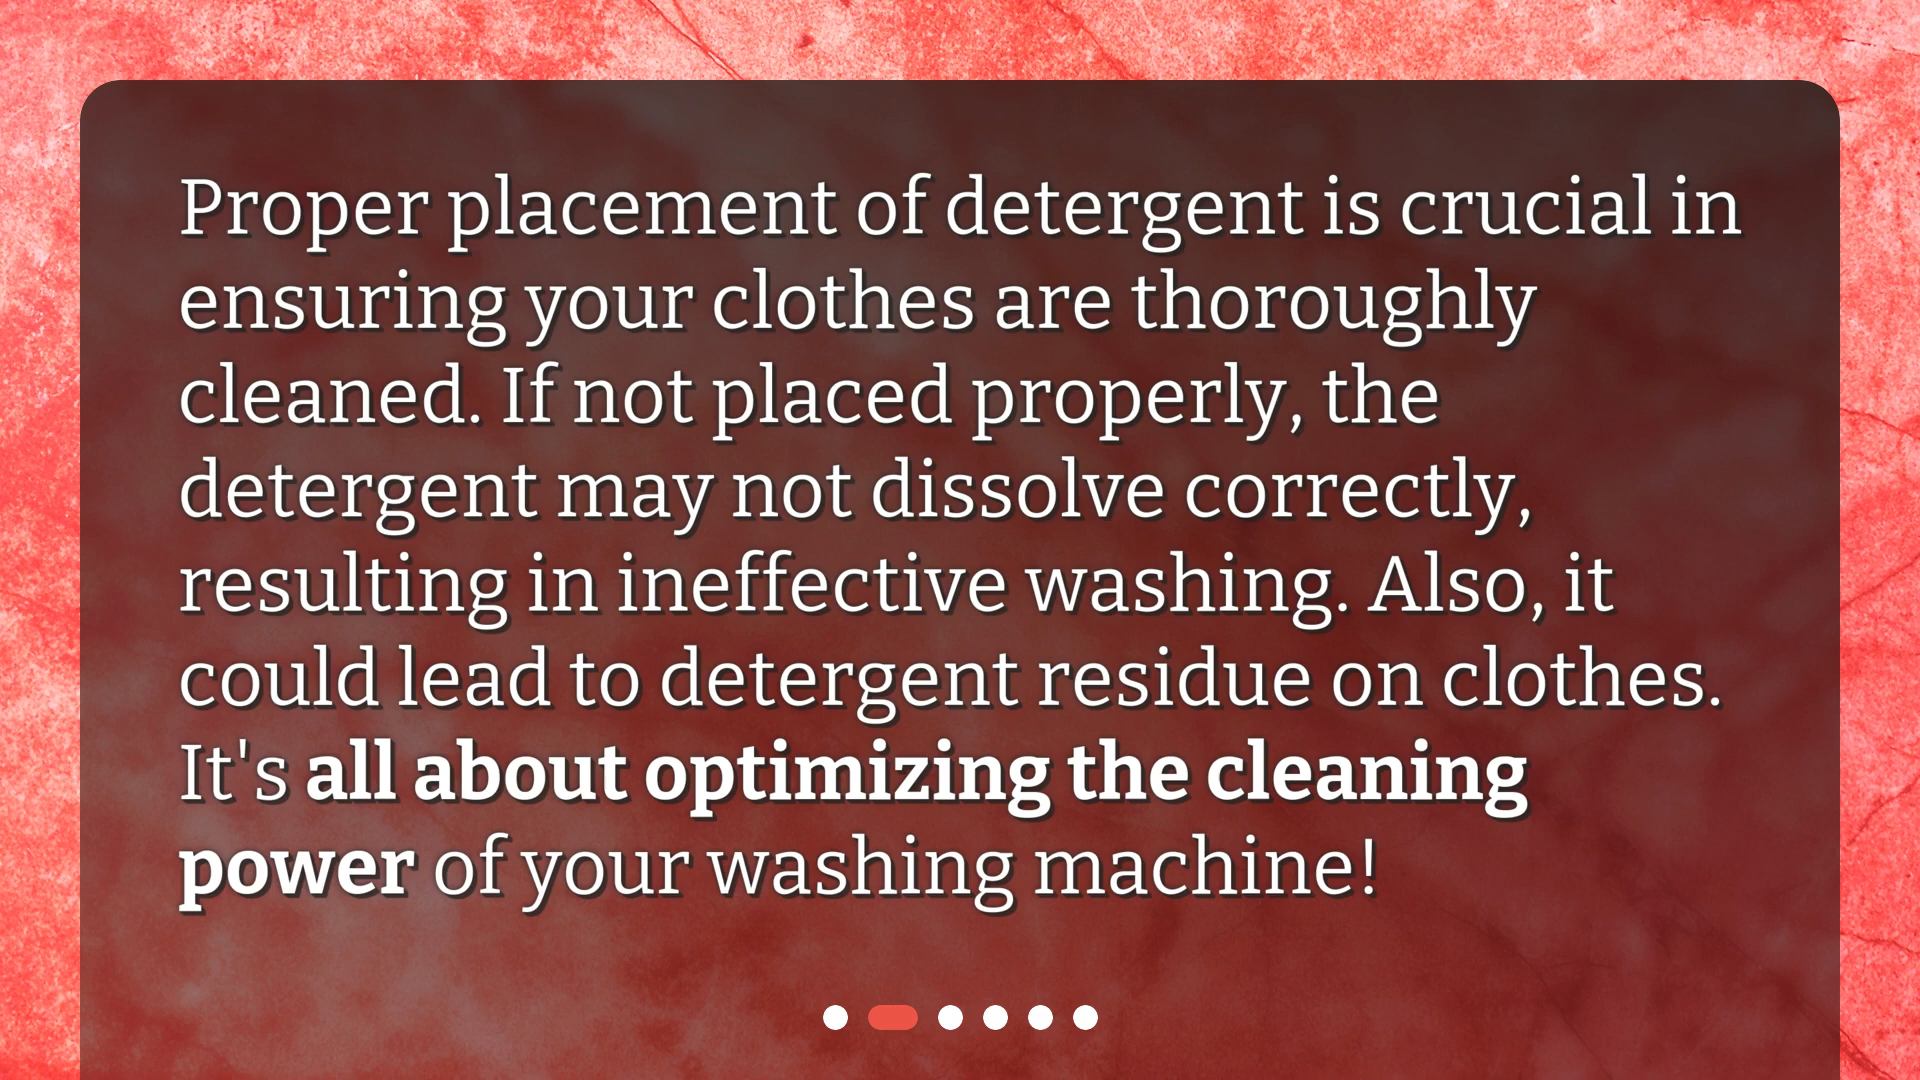 Proper placement of detergent is crucial in
ensuring your clothes are thoroughly
cleaned. If not placed properly, the
detergent may not dissolve correctly,
resulting in ineffective washing. Also, it
could lead to detergent residue on clothes.
It's all about optimizing the cleaning
power of your washing machine!